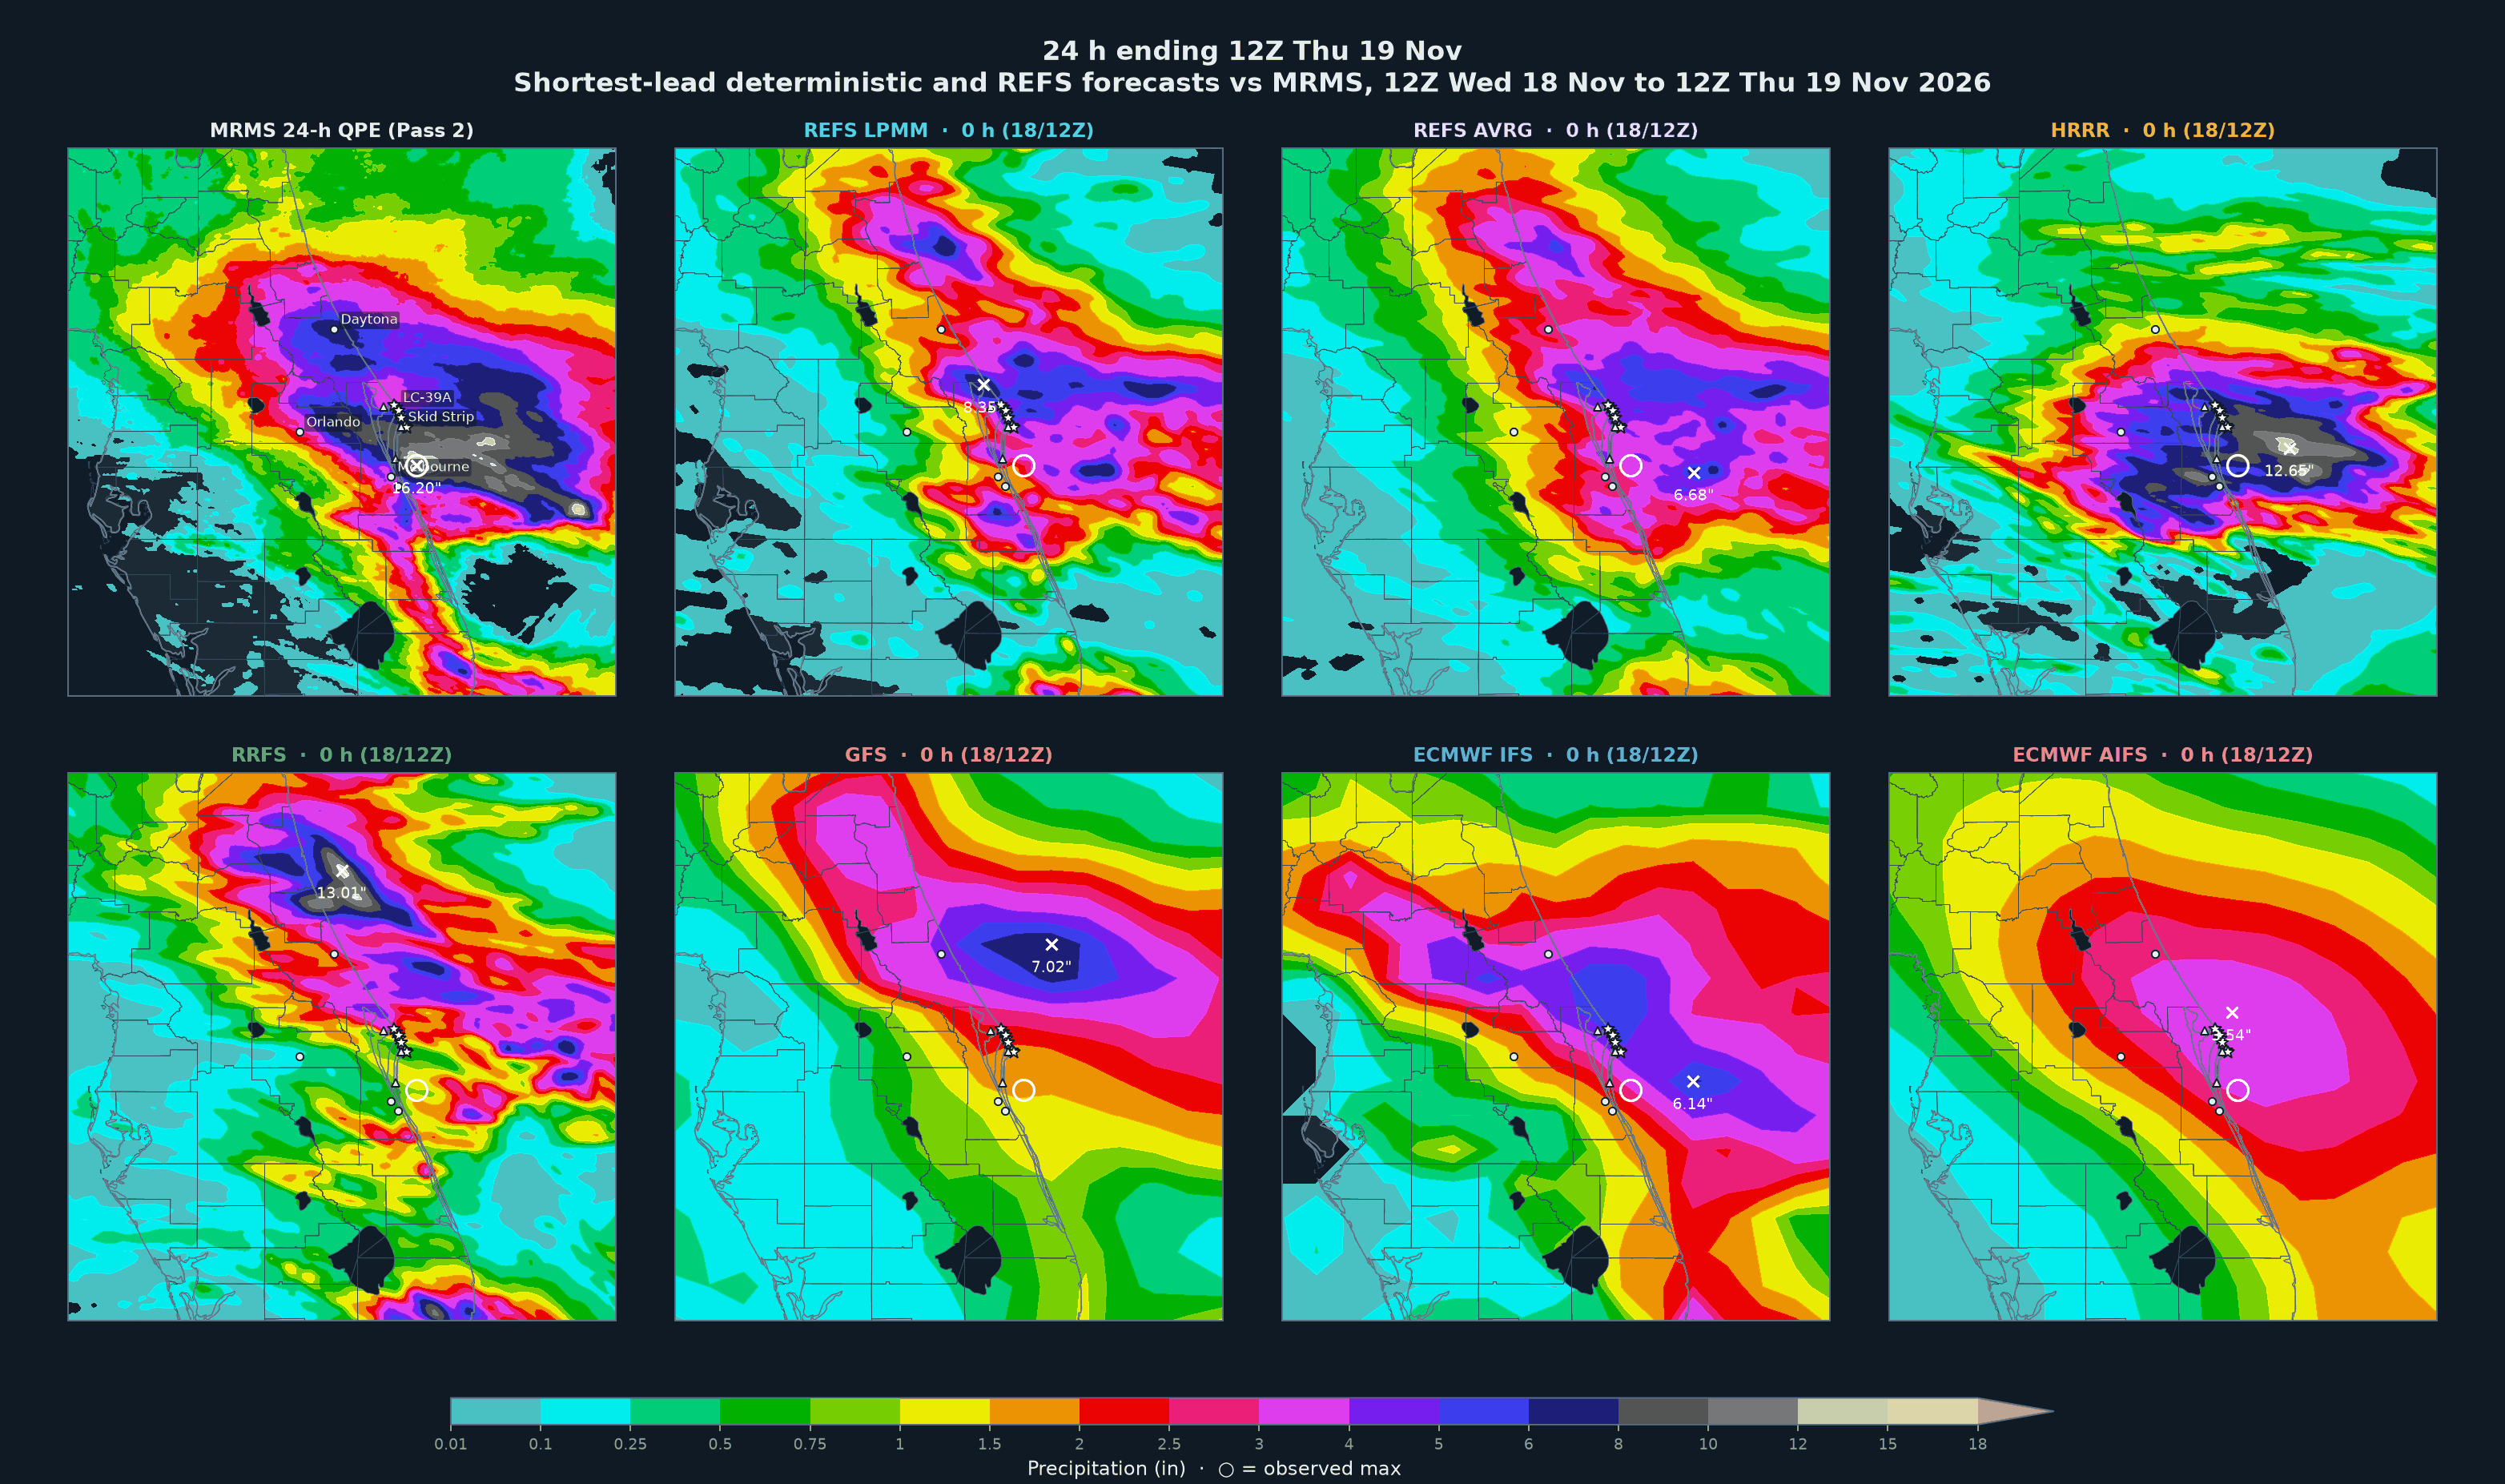 24 h ending 12Z Thu 19 Nov
Shortest-lead deterministic and REFS forecasts vs MRMS, 12Z Wed 18 Nov to 12Z Thu 19 Nov 2026
MRMS 24-h QPE (Pass 2)
REFS LPMM · 0 h (18/12Z)
REFS AVRG · 0 h (18/12Z)
HRRR · 0 h (18/12Z)
Daytona
LC-39A
Skid Strip
Orlando
16.20"
8.35
6.68"
12.65"
RRFS · 0 h (18/12Z)
GFS · 0 h (18/12Z)
ECMWF IFS · 0 h (18/12Z)
ECMWF AIFS · 0 h (18/12Z)
13.01"
7.02"
6.14"
0.01 0.1 0.25 0.5 0.75 1 1.5 2 2.5 3 4 5 6 8 10 12 15 18
Precipitation (in) · ○ = observed max